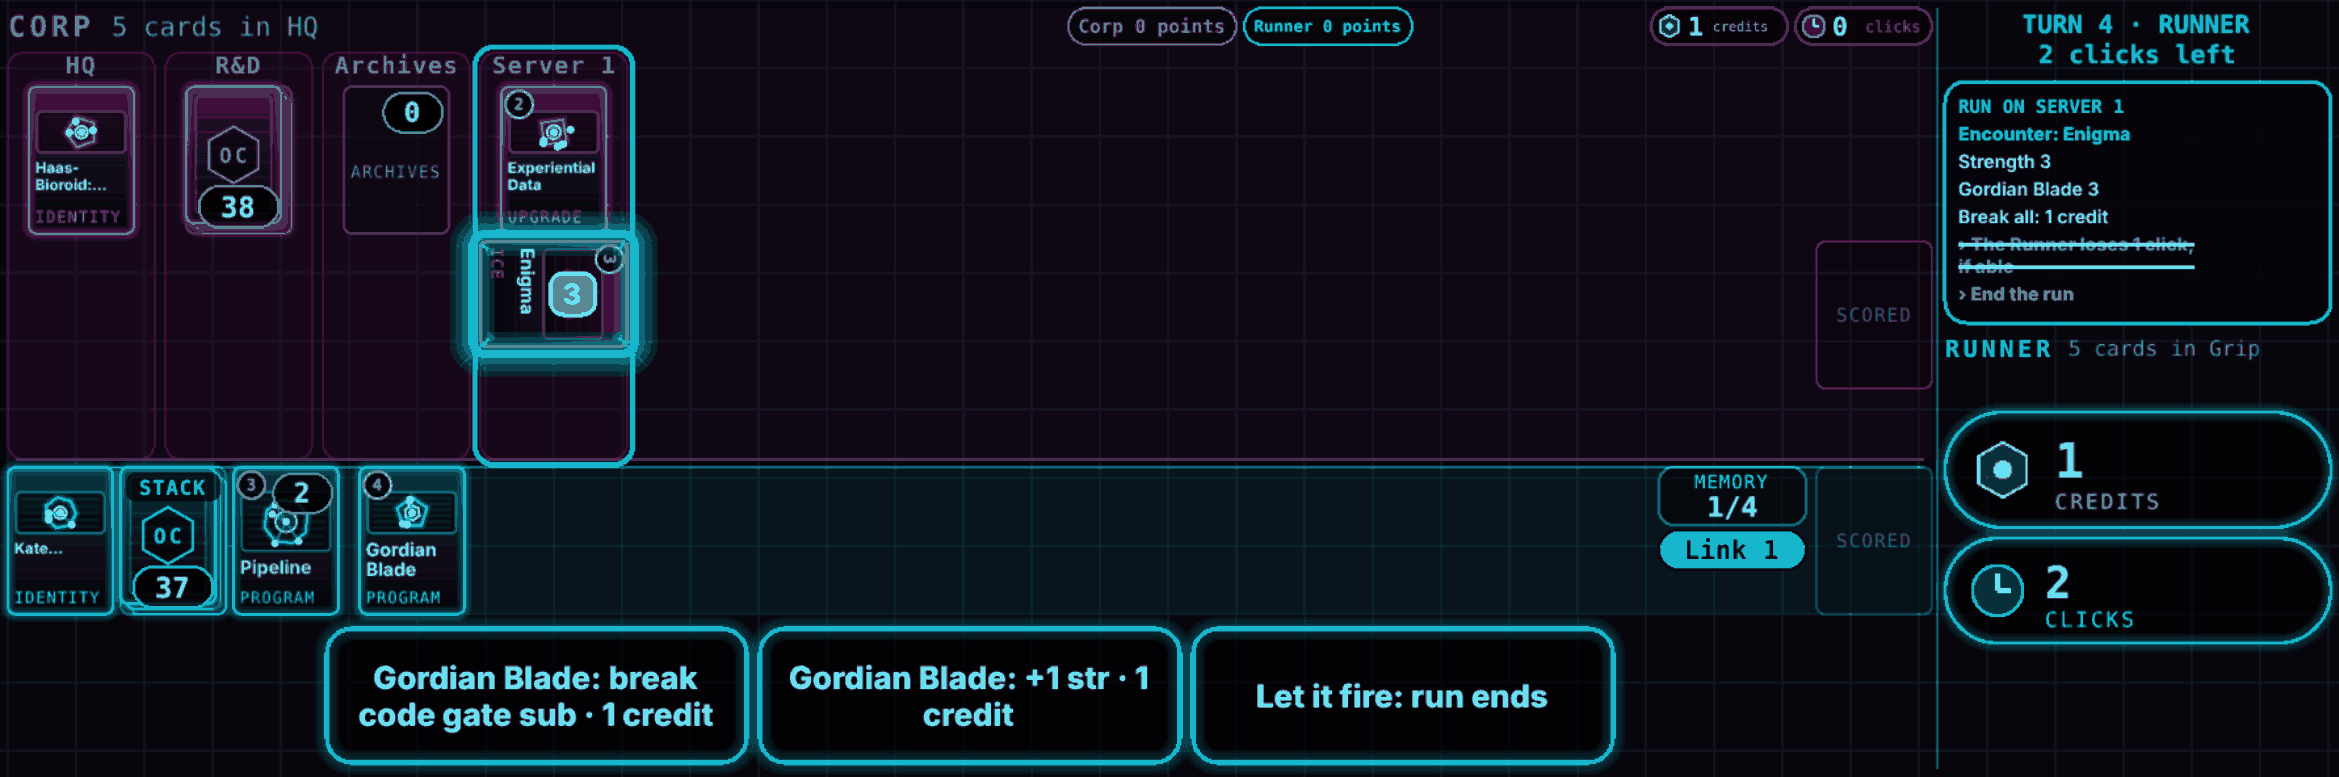 CORP 5 cards in HQ
Corp 0 points
Runner 0 points
1 credits
0 clicks
TURN 4 · RUNNER
2 clicks left
HQ
R&D
Archives
Server 1
Haas-
Bioroid:...
IDENTITY
OC
38
0
ARCHIVES
2
Experiential
Data
UPGRADE
ICE
Enigma
3
3
SCORED
RUN ON SERVER 1
Encounter: Enigma
Strength 3
Gordian Blade 3
Break all: 1 credit
› The Runner loses 1 click,
if able
› End the run
RUNNER 5 cards in Grip
1
CREDITS
2
CLICKS
Kate...
IDENTITY
STACK
OC
37
3
2
Pipeline
PROGRAM
4
Gordian
Blade
PROGRAM
MEMORY
1/4
Link 1
SCORED
Gordian Blade: break
code gate sub · 1 credit
Gordian Blade: +1 str · 1
credit
Let it fire: run ends